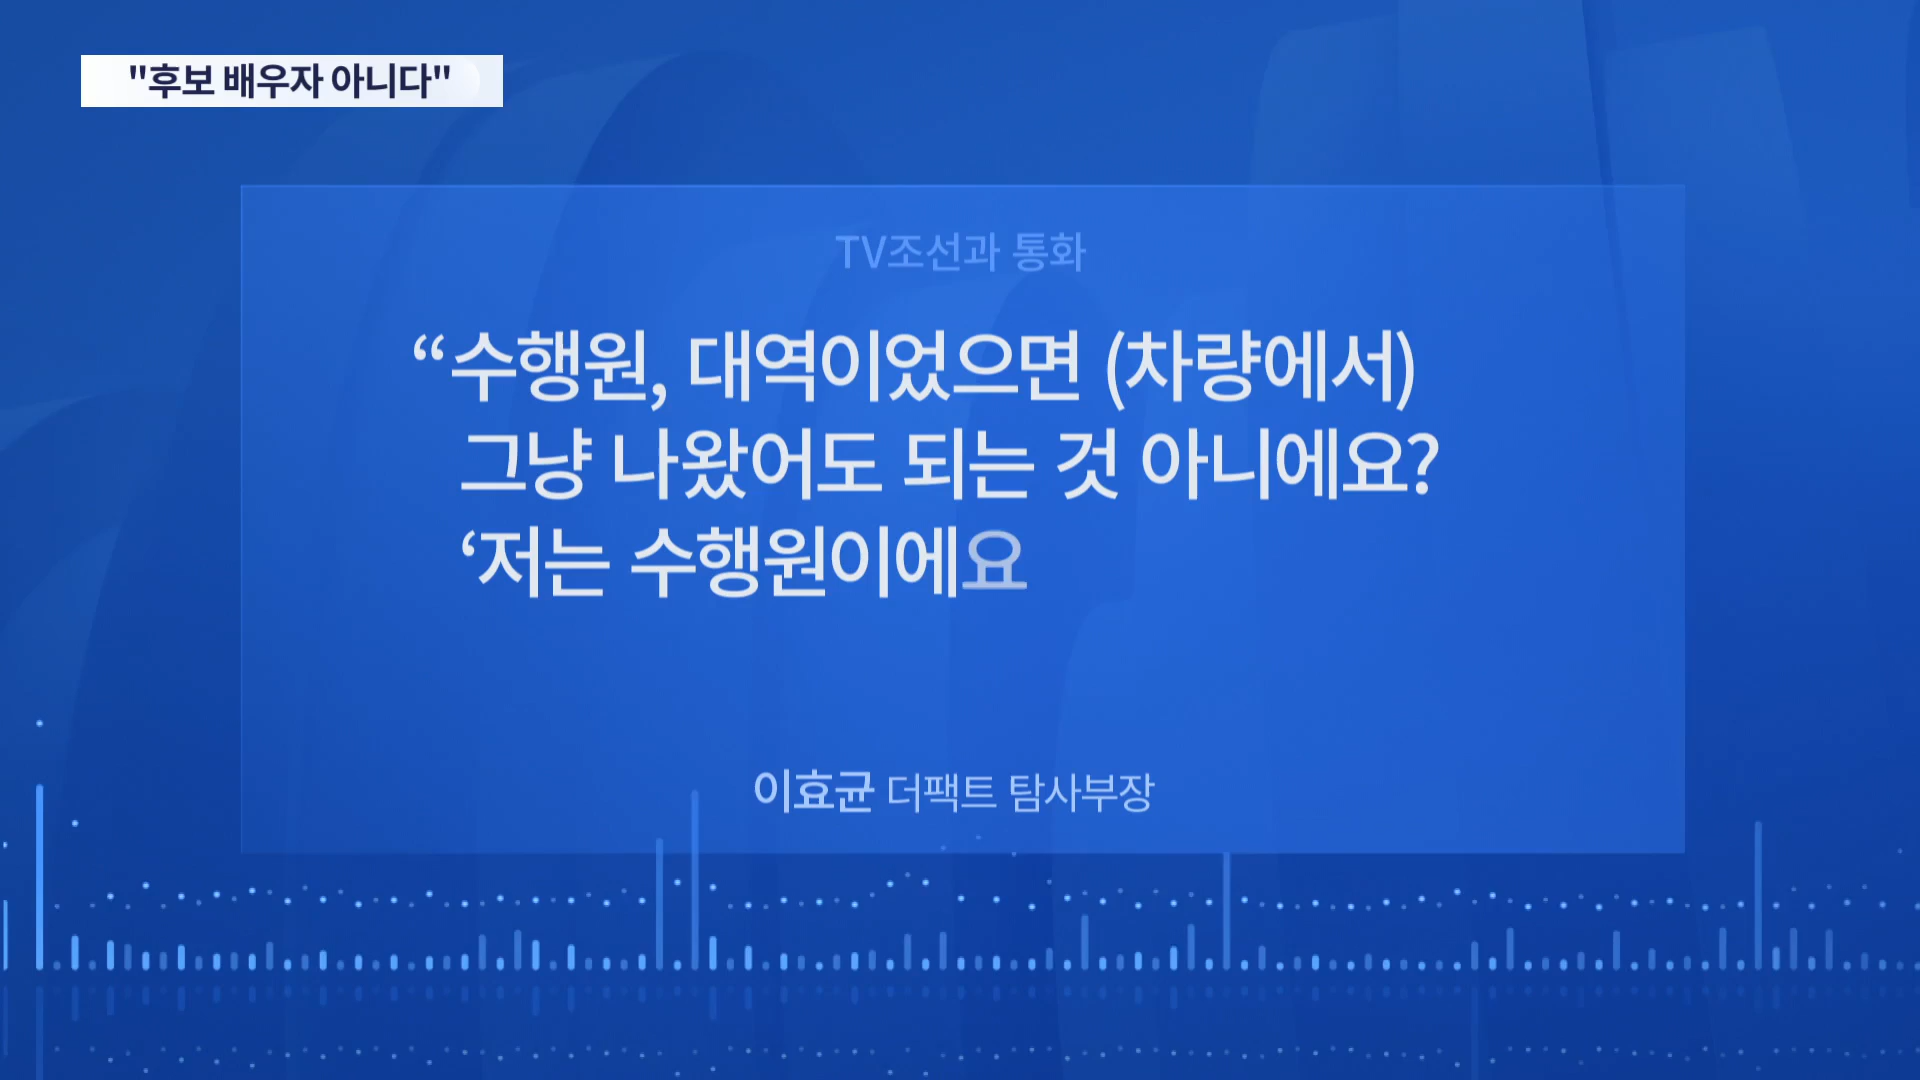 "후보 배우자 아니다"
TV조선과 통화
“수행원, 대역이었으면 (차량에서)
그냥 나왔어도 되는 것 아니에요?
‘저는 수행원이에요
이효균 더팩트 탐사부장